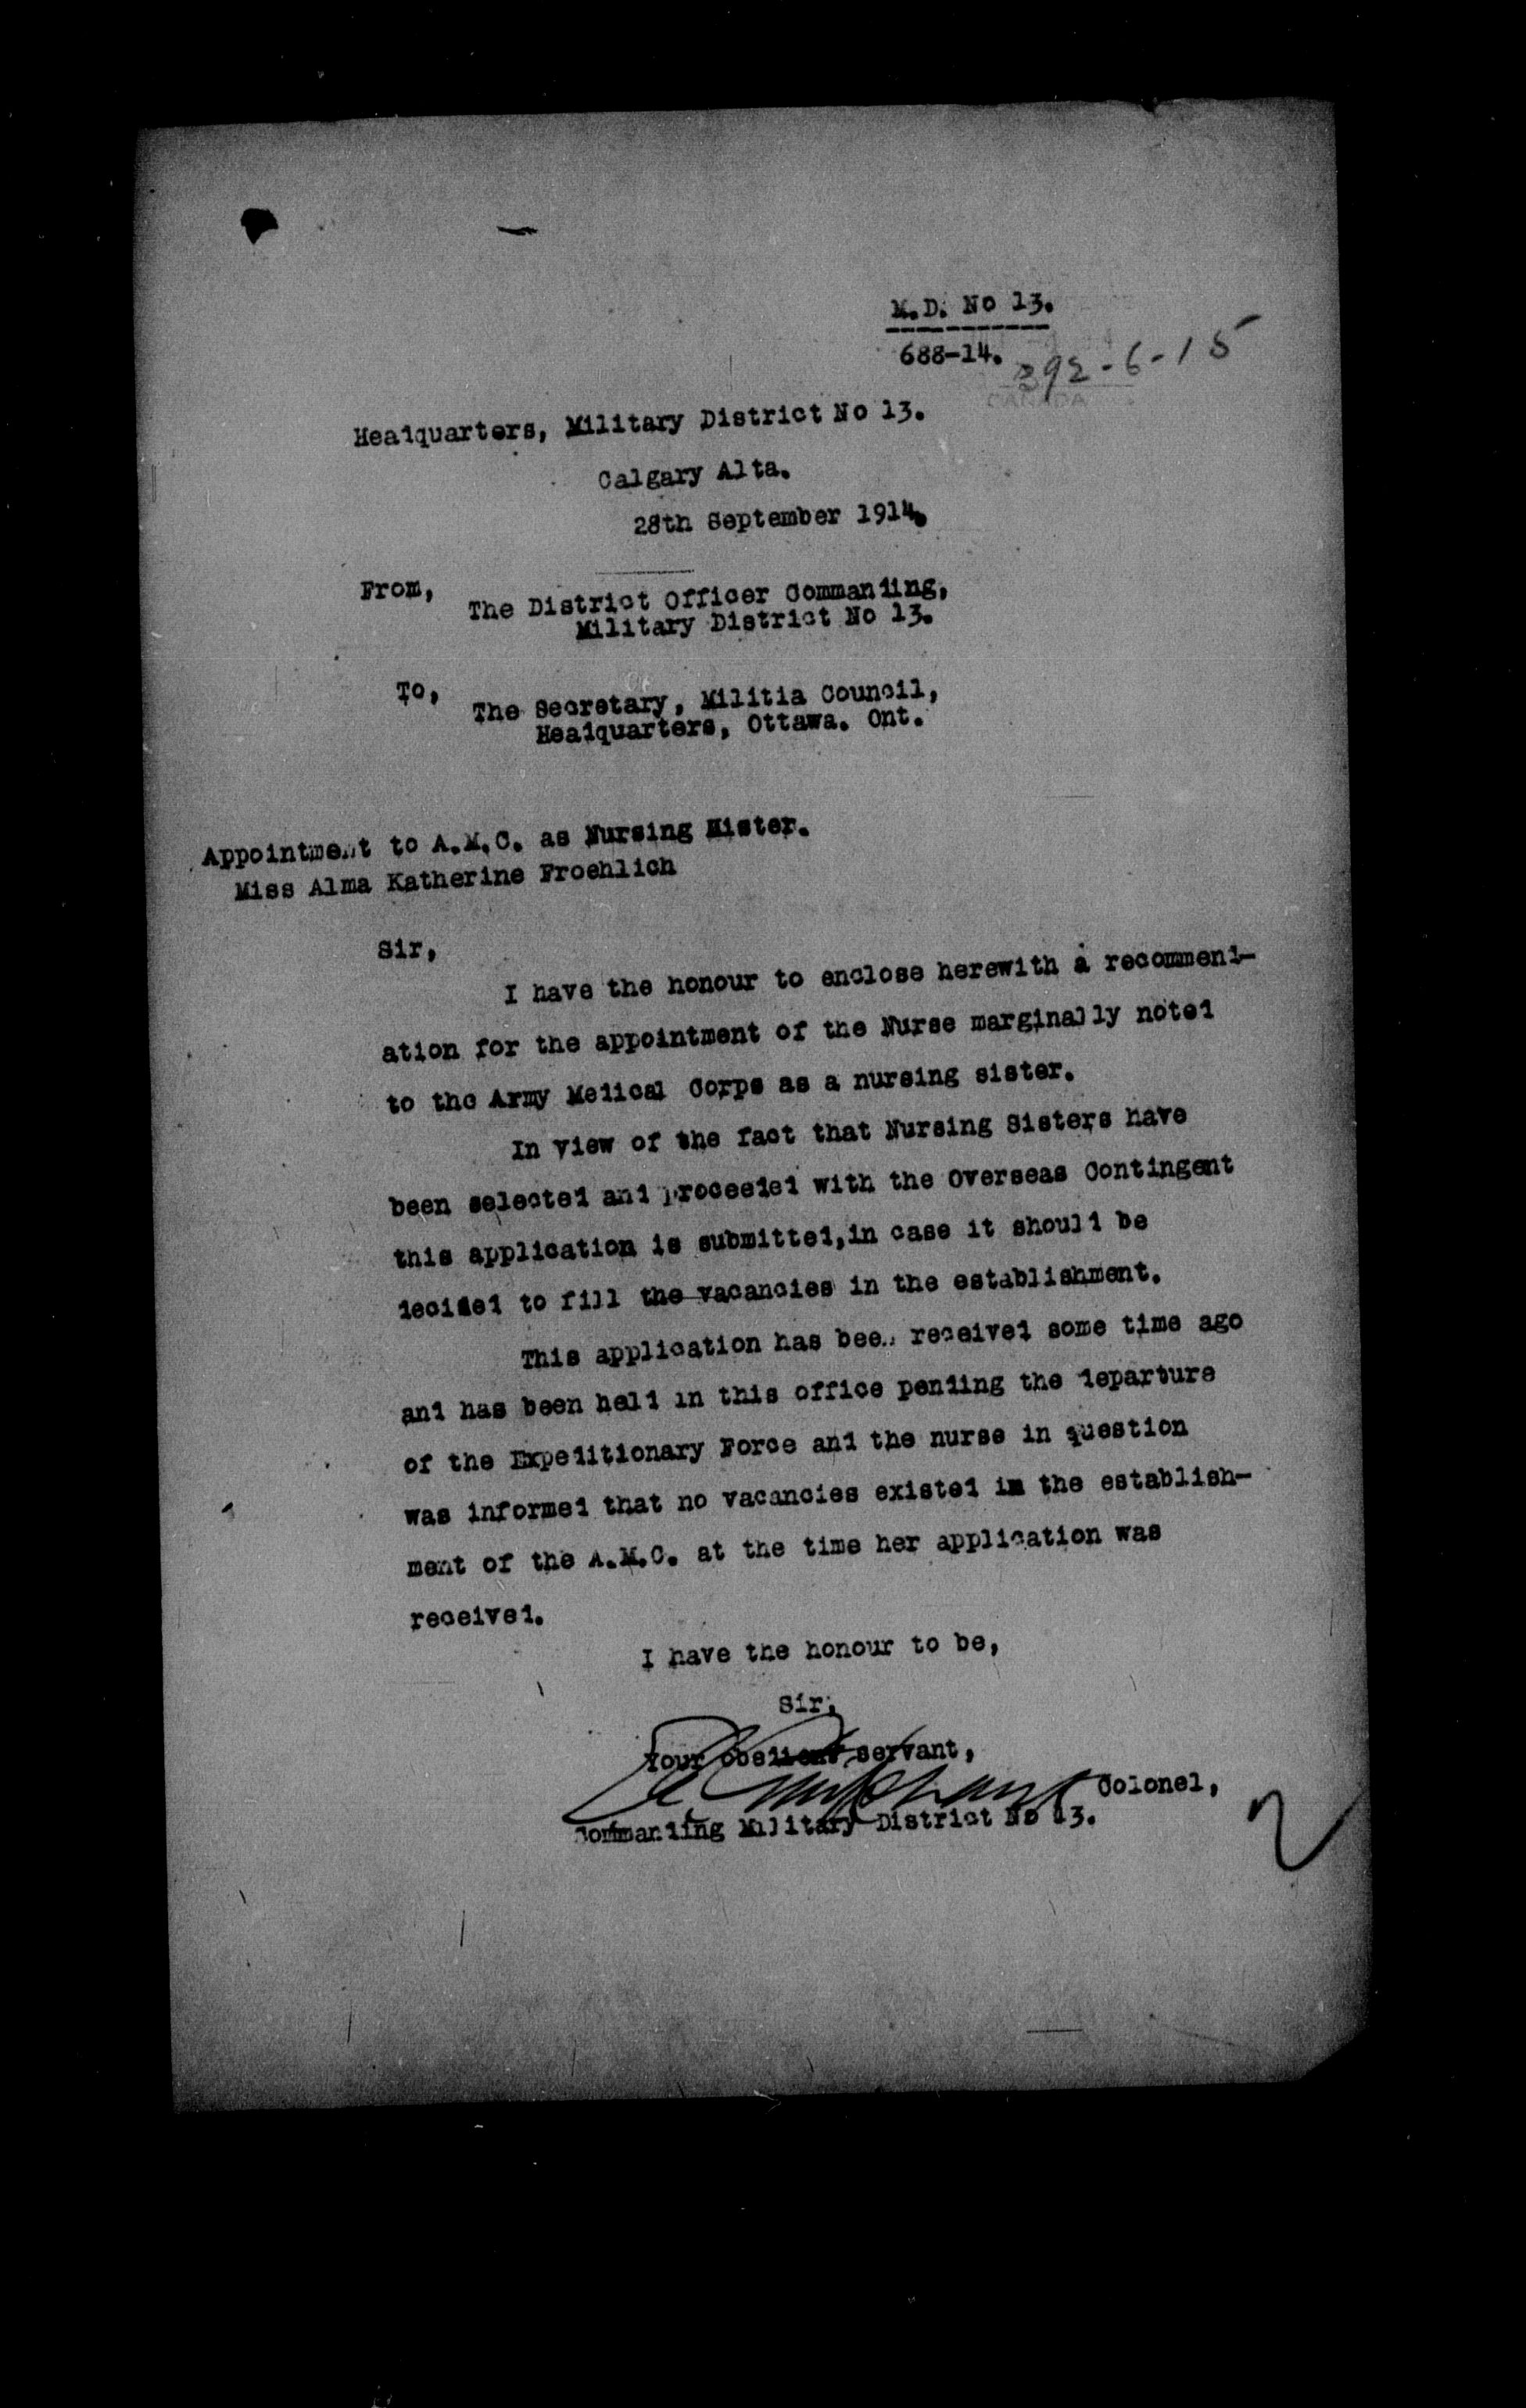 M.D. No 13.
688-14.
392-6-15
CANADA
Headquarters, Military District No 13.
Calgary Alta.
28th September 1914.
From,
The District Officer Commanding,
Military District No 13.
To,
The Secretary, Militia Council,
Headquarters, Ottawa. Ont.
Appointment to A.M.C. as Nursing Sister.
Miss Alma Katherine Froehlich
Sir,
I have the honour to enclose herewith a recommend-
ation for the appointment of the Nurse marginally noted
to the Army Medical Corps as a nursing sister.
In view of the fact that Nursing Sisters have
been selected and proceeded with the Overseas Contingent
this application is submitted,in case it should be
decided to fill the vacancies in the establishment.
This application has been received some time ago
and has been held in this office pending the departure
of the Expeditionary Force and the nurse in question
was informed that no vacancies existed in the establish-
ment of the A.M.C. at the time her application was
received.
I have the honour to be,
Sir,
Your obedient servant,
Colonel,
Commanding Military District No 13.